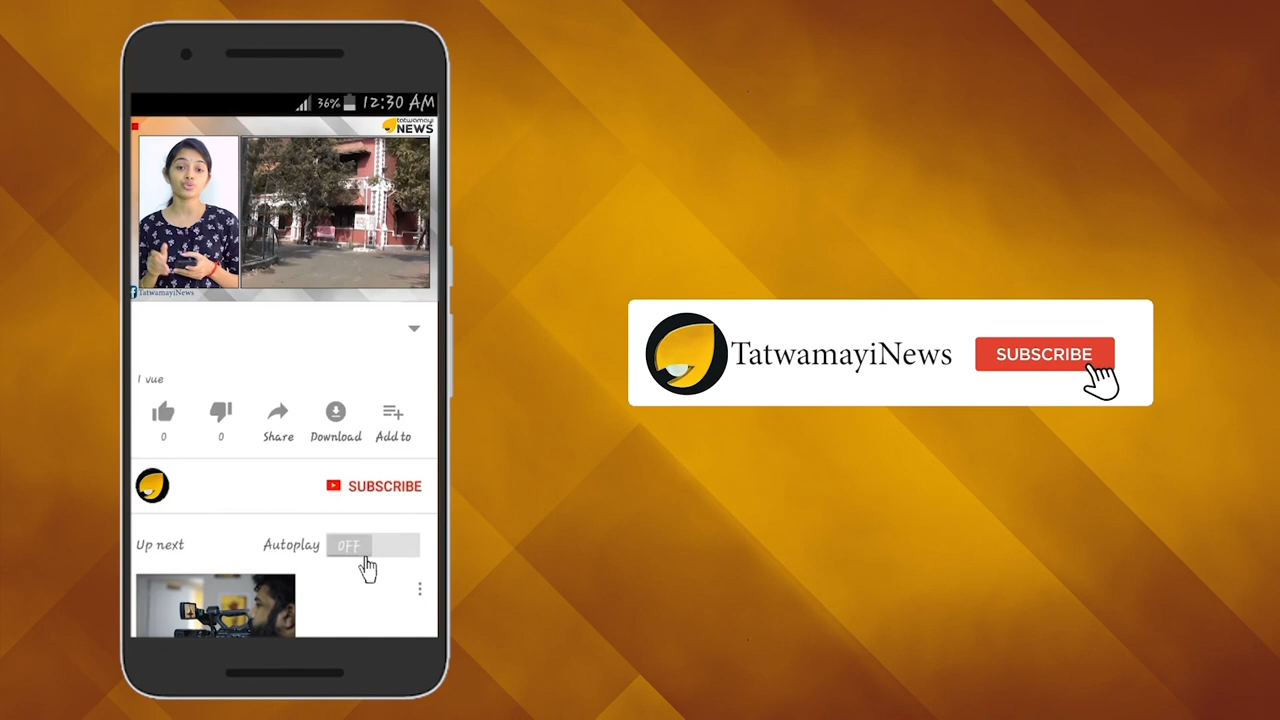 36% 12:30 AM
tatwamayi
NEWS
TatwamayiNews
1 vue
0 0 Share Download Add to
SUBSCRIBE
Up next Autoplay OFF
TatwamayiNews SUBSCRIBE